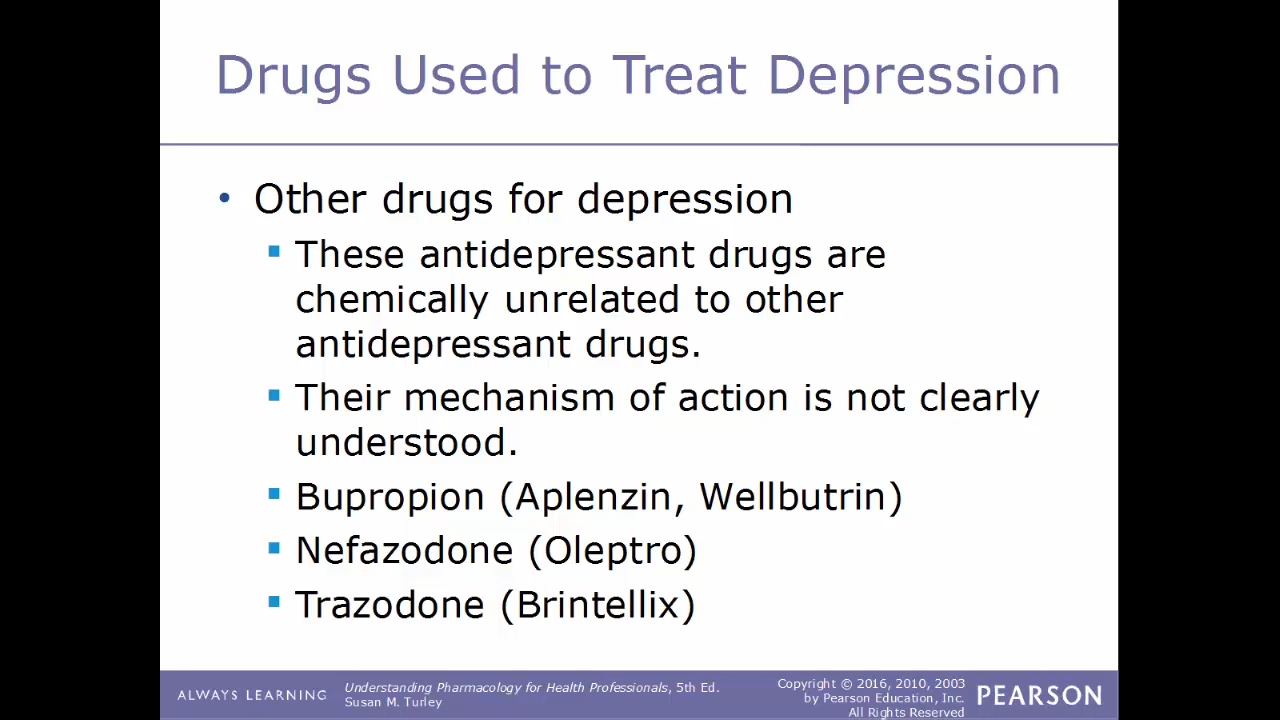 Drugs Used to Treat Depression
• Other drugs for depression
▪ These antidepressant drugs are
chemically unrelated to other
antidepressant drugs.
▪ Their mechanism of action is not clearly
understood.
▪ Bupropion (Aplenzin, Wellbutrin)
▪ Nefazodone (Oleptro)
▪ Trazodone (Brintellix)
ALWAYS LEARNING
Understanding Pharmacology for Health Professionals, 5th Ed.
Susan M. Turley
Copyright © 2016, 2010, 2003
by Pearson Education, Inc.
All Rights Reserved
PEARSON